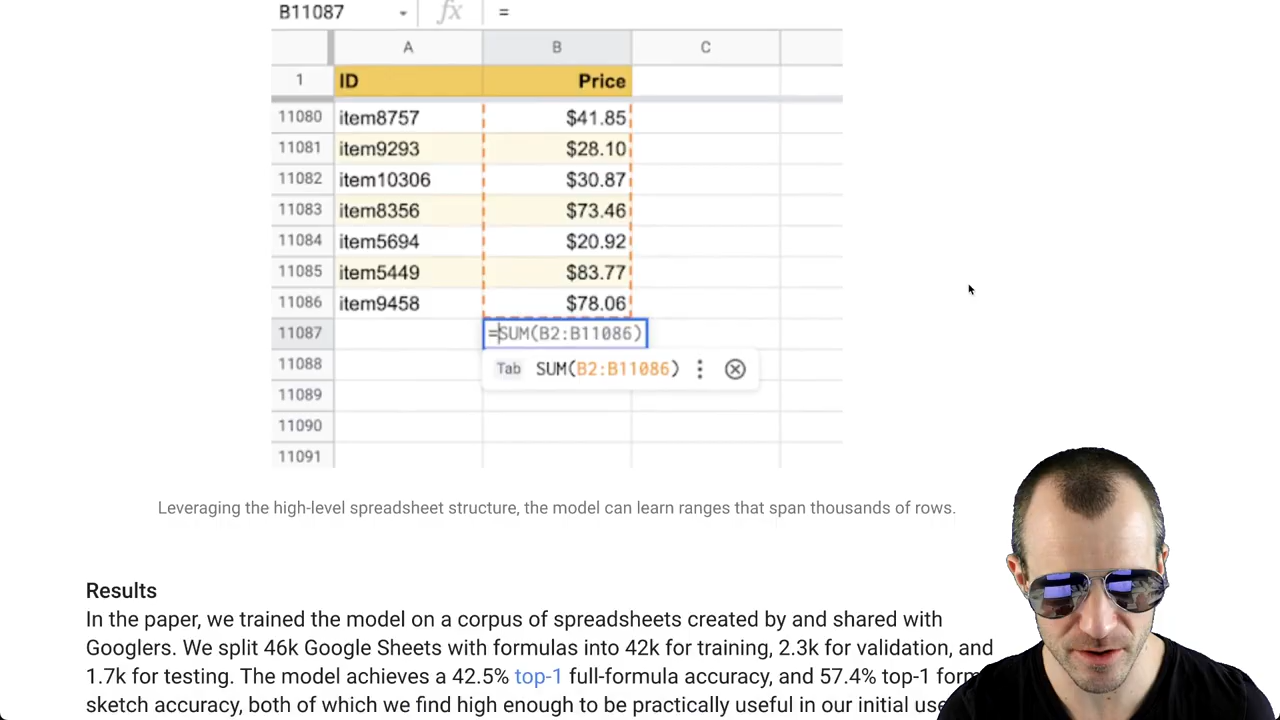 B11087 fx =
A B C
1 ID Price
11080 item8757 $41.85
11081 item9293 $28.10
11082 item10306 $30.87
11083 item8356 $73.46
11084 item5694 $20.92
11085 item5449 $83.77
11086 item9458 $78.06
11087 =SUM(B2:B11086)
11088 Tab SUM(B2:B11086)
11089
11090
11091
Leveraging the high-level spreadsheet structure, the model can learn ranges that span thousands of rows.
Results
In the paper, we trained the model on a corpus of spreadsheets created by and shared with
Googlers. We split 46k Google Sheets with formulas into 42k for training, 2.3k for validation, and
1.7k for testing. The model achieves a 42.5% top-1 full-formula accuracy, and 57.4% top-1
sketch accuracy, both of which we find high enough to be practically useful in our initial